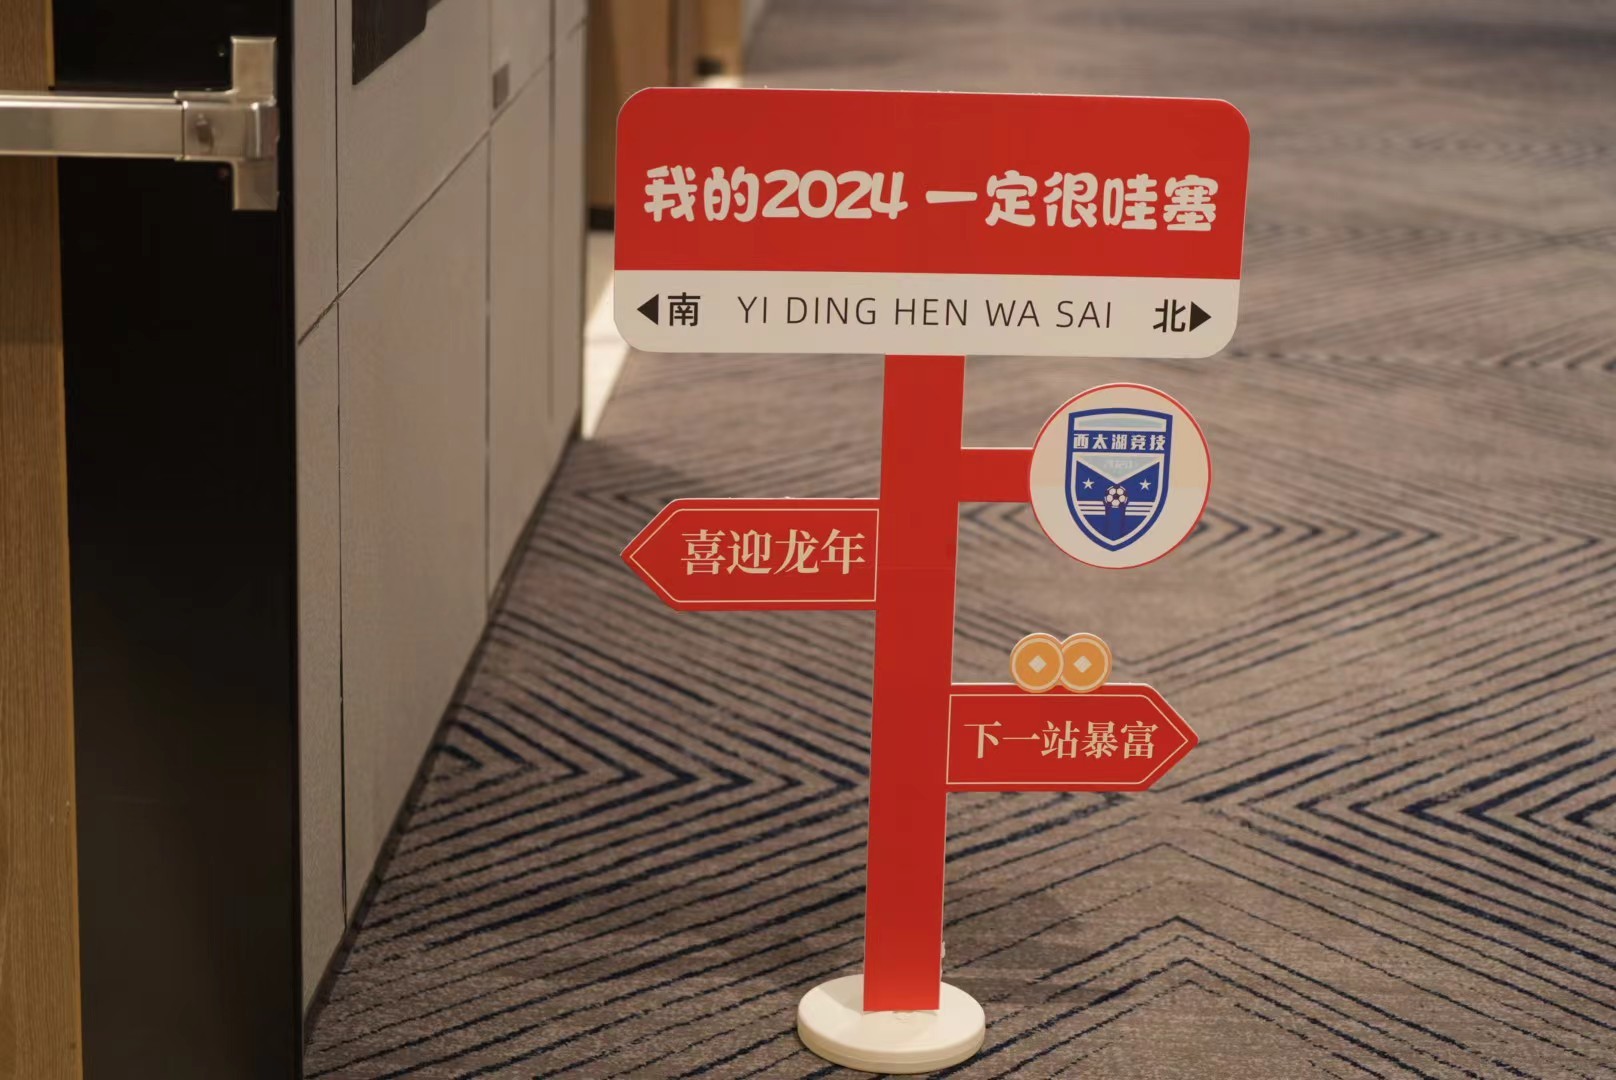 我的2024 一定很哇塞
◀南 YI DING HEN WA SAI 北▶
西太湖竞技
喜迎龙年
下一站暴富